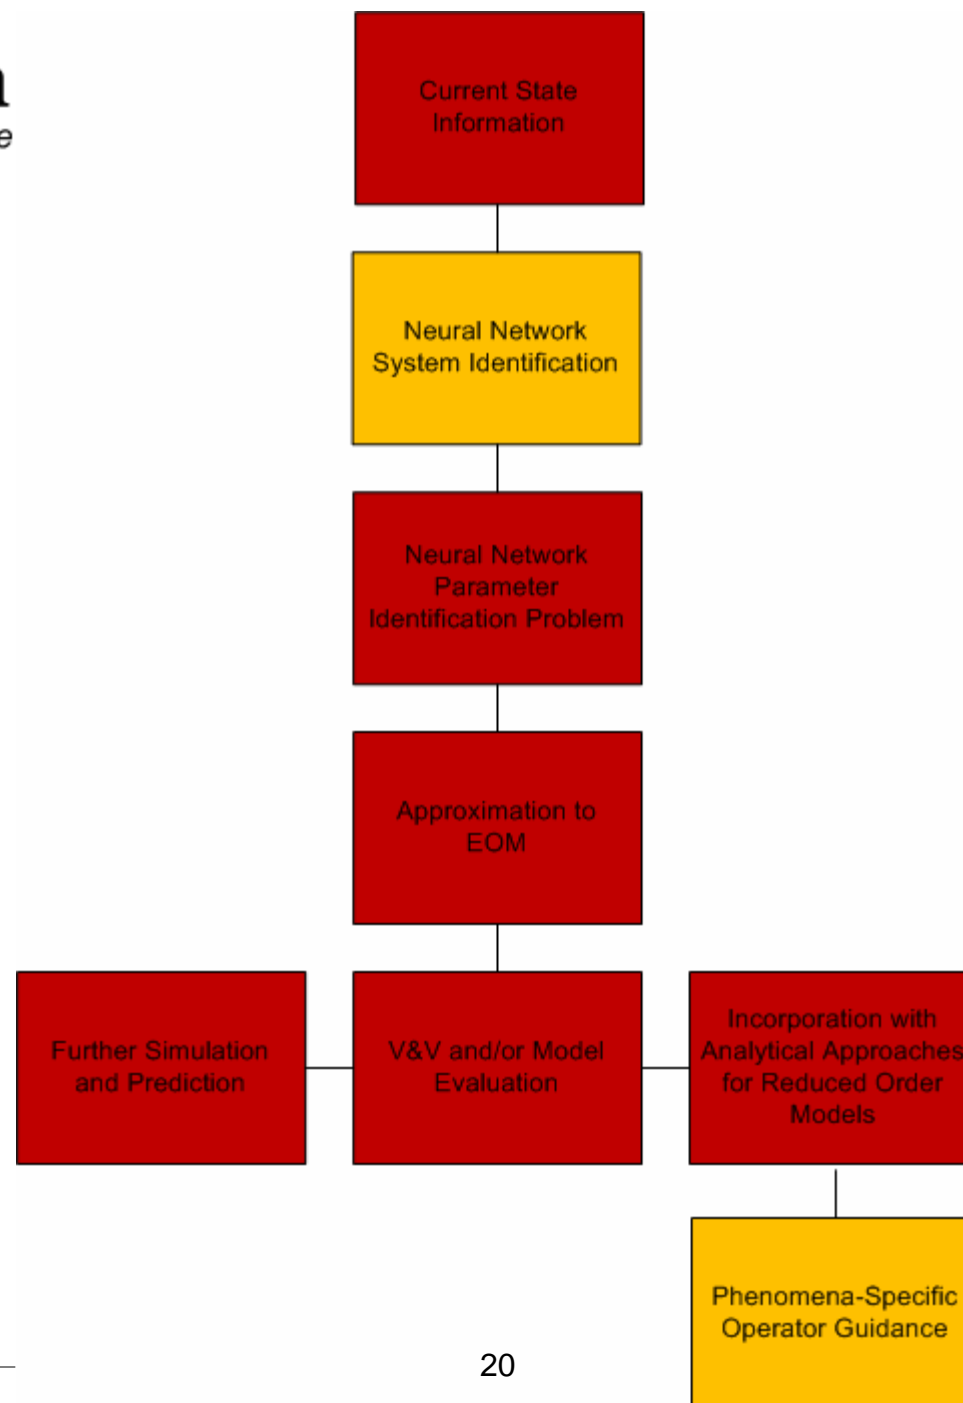 Current State
Information
Neural Network
System Identification
Neural Network
Parameter
Identification Problem
Approximation to
EOM
Further Simulation
and Prediction
V&V and/or Model
Evaluation
Incorporation with
Analytical Approaches
for Reduced Order
Models
Phenomena-Specific
Operator Guidance
20